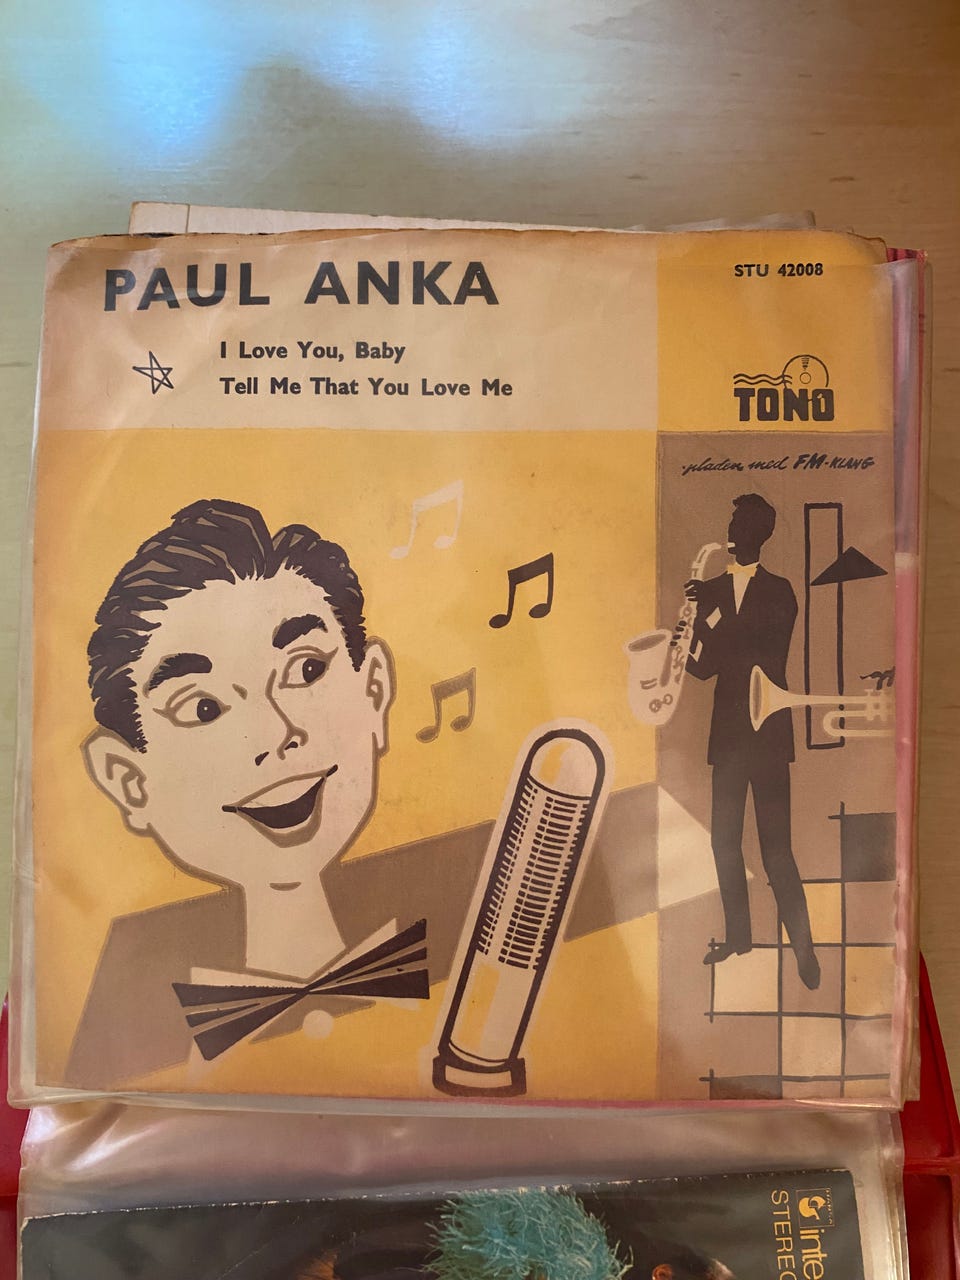 PAUL ANKA
STU 42008
I Love You, Baby
Tell Me That You Love Me
TONO
·pladen med FM-KLANG
STEREO
inte